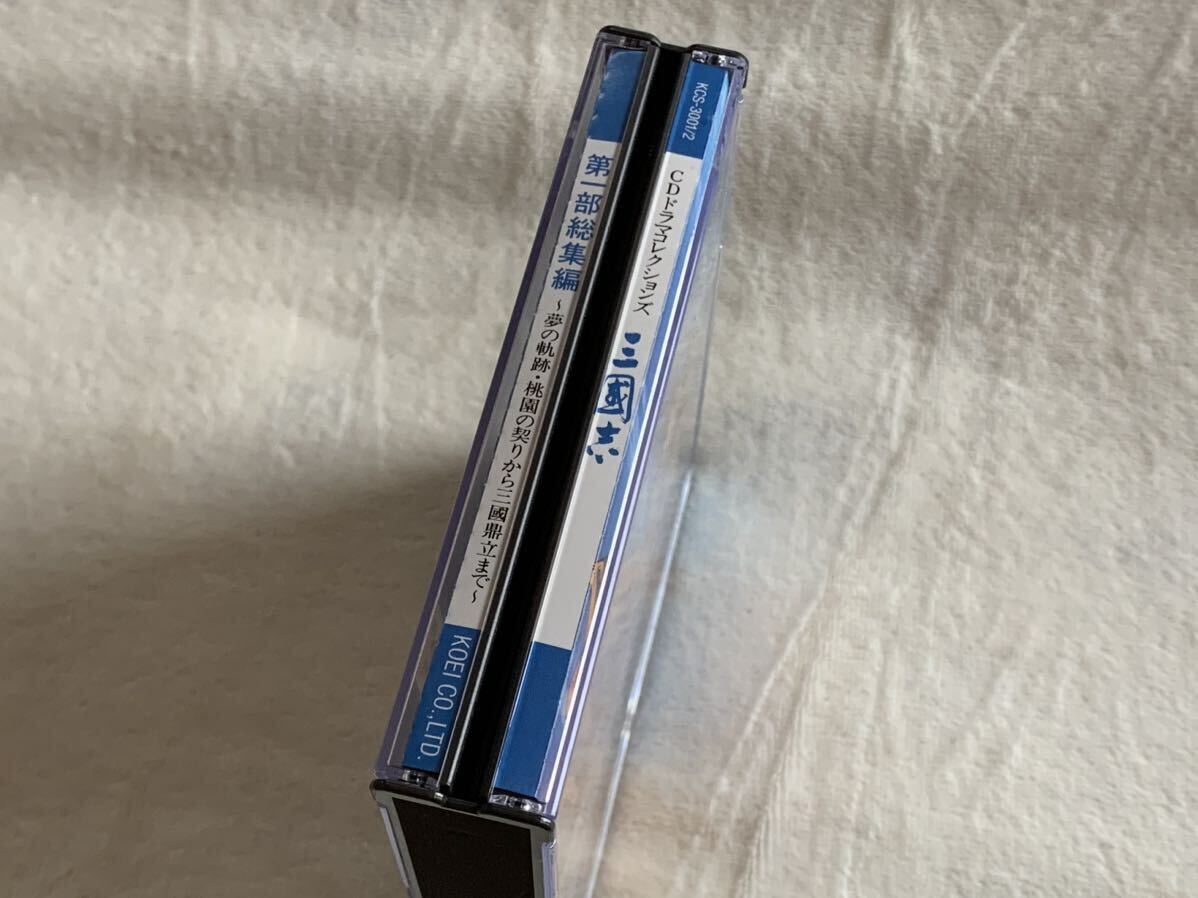 KCS-3001/2
CDドラマコレクションズ
三國志
第一部総集編
～夢の軌跡・桃園の契りから三國鼎立まで～
KOEI CO.,LTD.